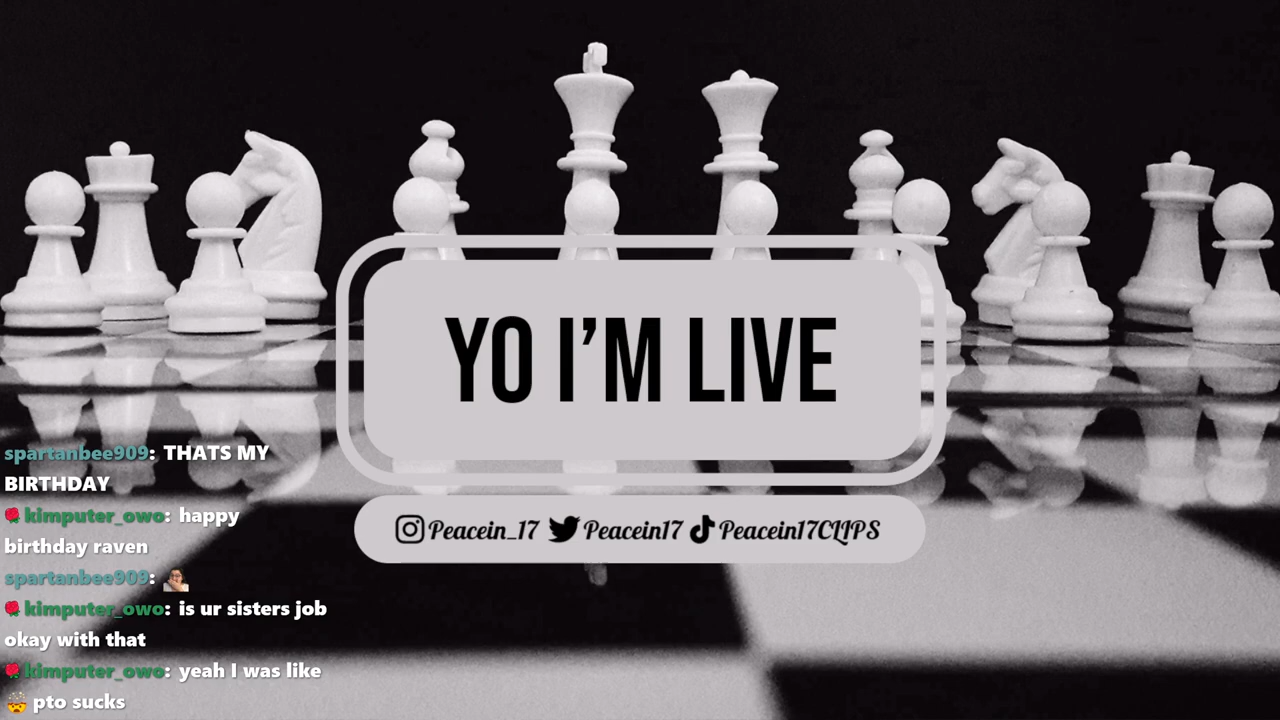 YO I’M LIVE
Peacein_17 Peacein17 Peacein17CLIPS
spartanbee909: THATS MY
BIRTHDAY
kimputer_owo: happy
birthday raven
spartanbee909:
kimputer_owo: is ur sisters job
okay with that
kimputer_owo: yeah I was like
🤯 pto sucks